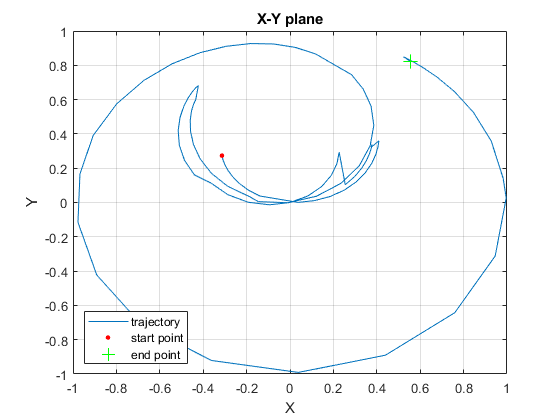 X-Y plane
1
0.8
0.6
0.4
0.2
0
-0.2
-0.4
-0.6
-0.8
-1
Y
trajectory
start point
end point
-1 -0.8 -0.6 -0.4 -0.2 0 0.2 0.4 0.6 0.8 1
X